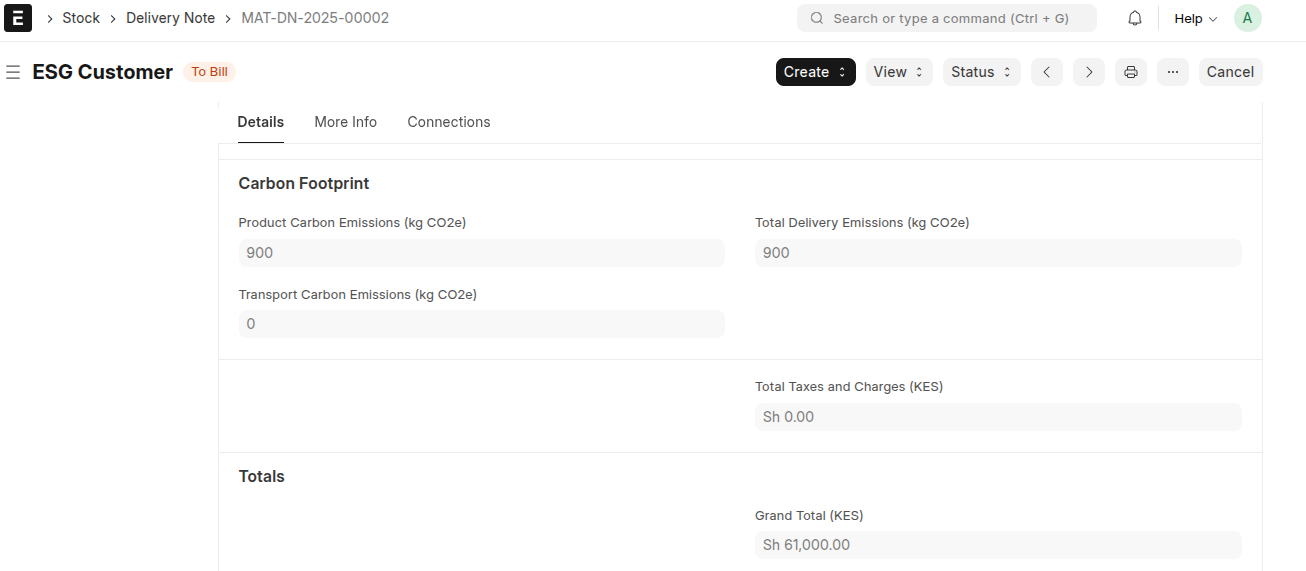 E Stock Delivery Note MAT-DN-2025-00002 Search or type a command (Ctrl + G) Help A
ESG Customer To Bill Create View Status ... Cancel
Details More Info Connections
Carbon Footprint
Product Carbon Emissions (kg CO2e) Total Delivery Emissions (kg CO2e)
900 900
Transport Carbon Emissions (kg CO2e)
0
Total Taxes and Charges (KES)
Sh 0.00
Totals
Grand Total (KES)
Sh 61,000.00